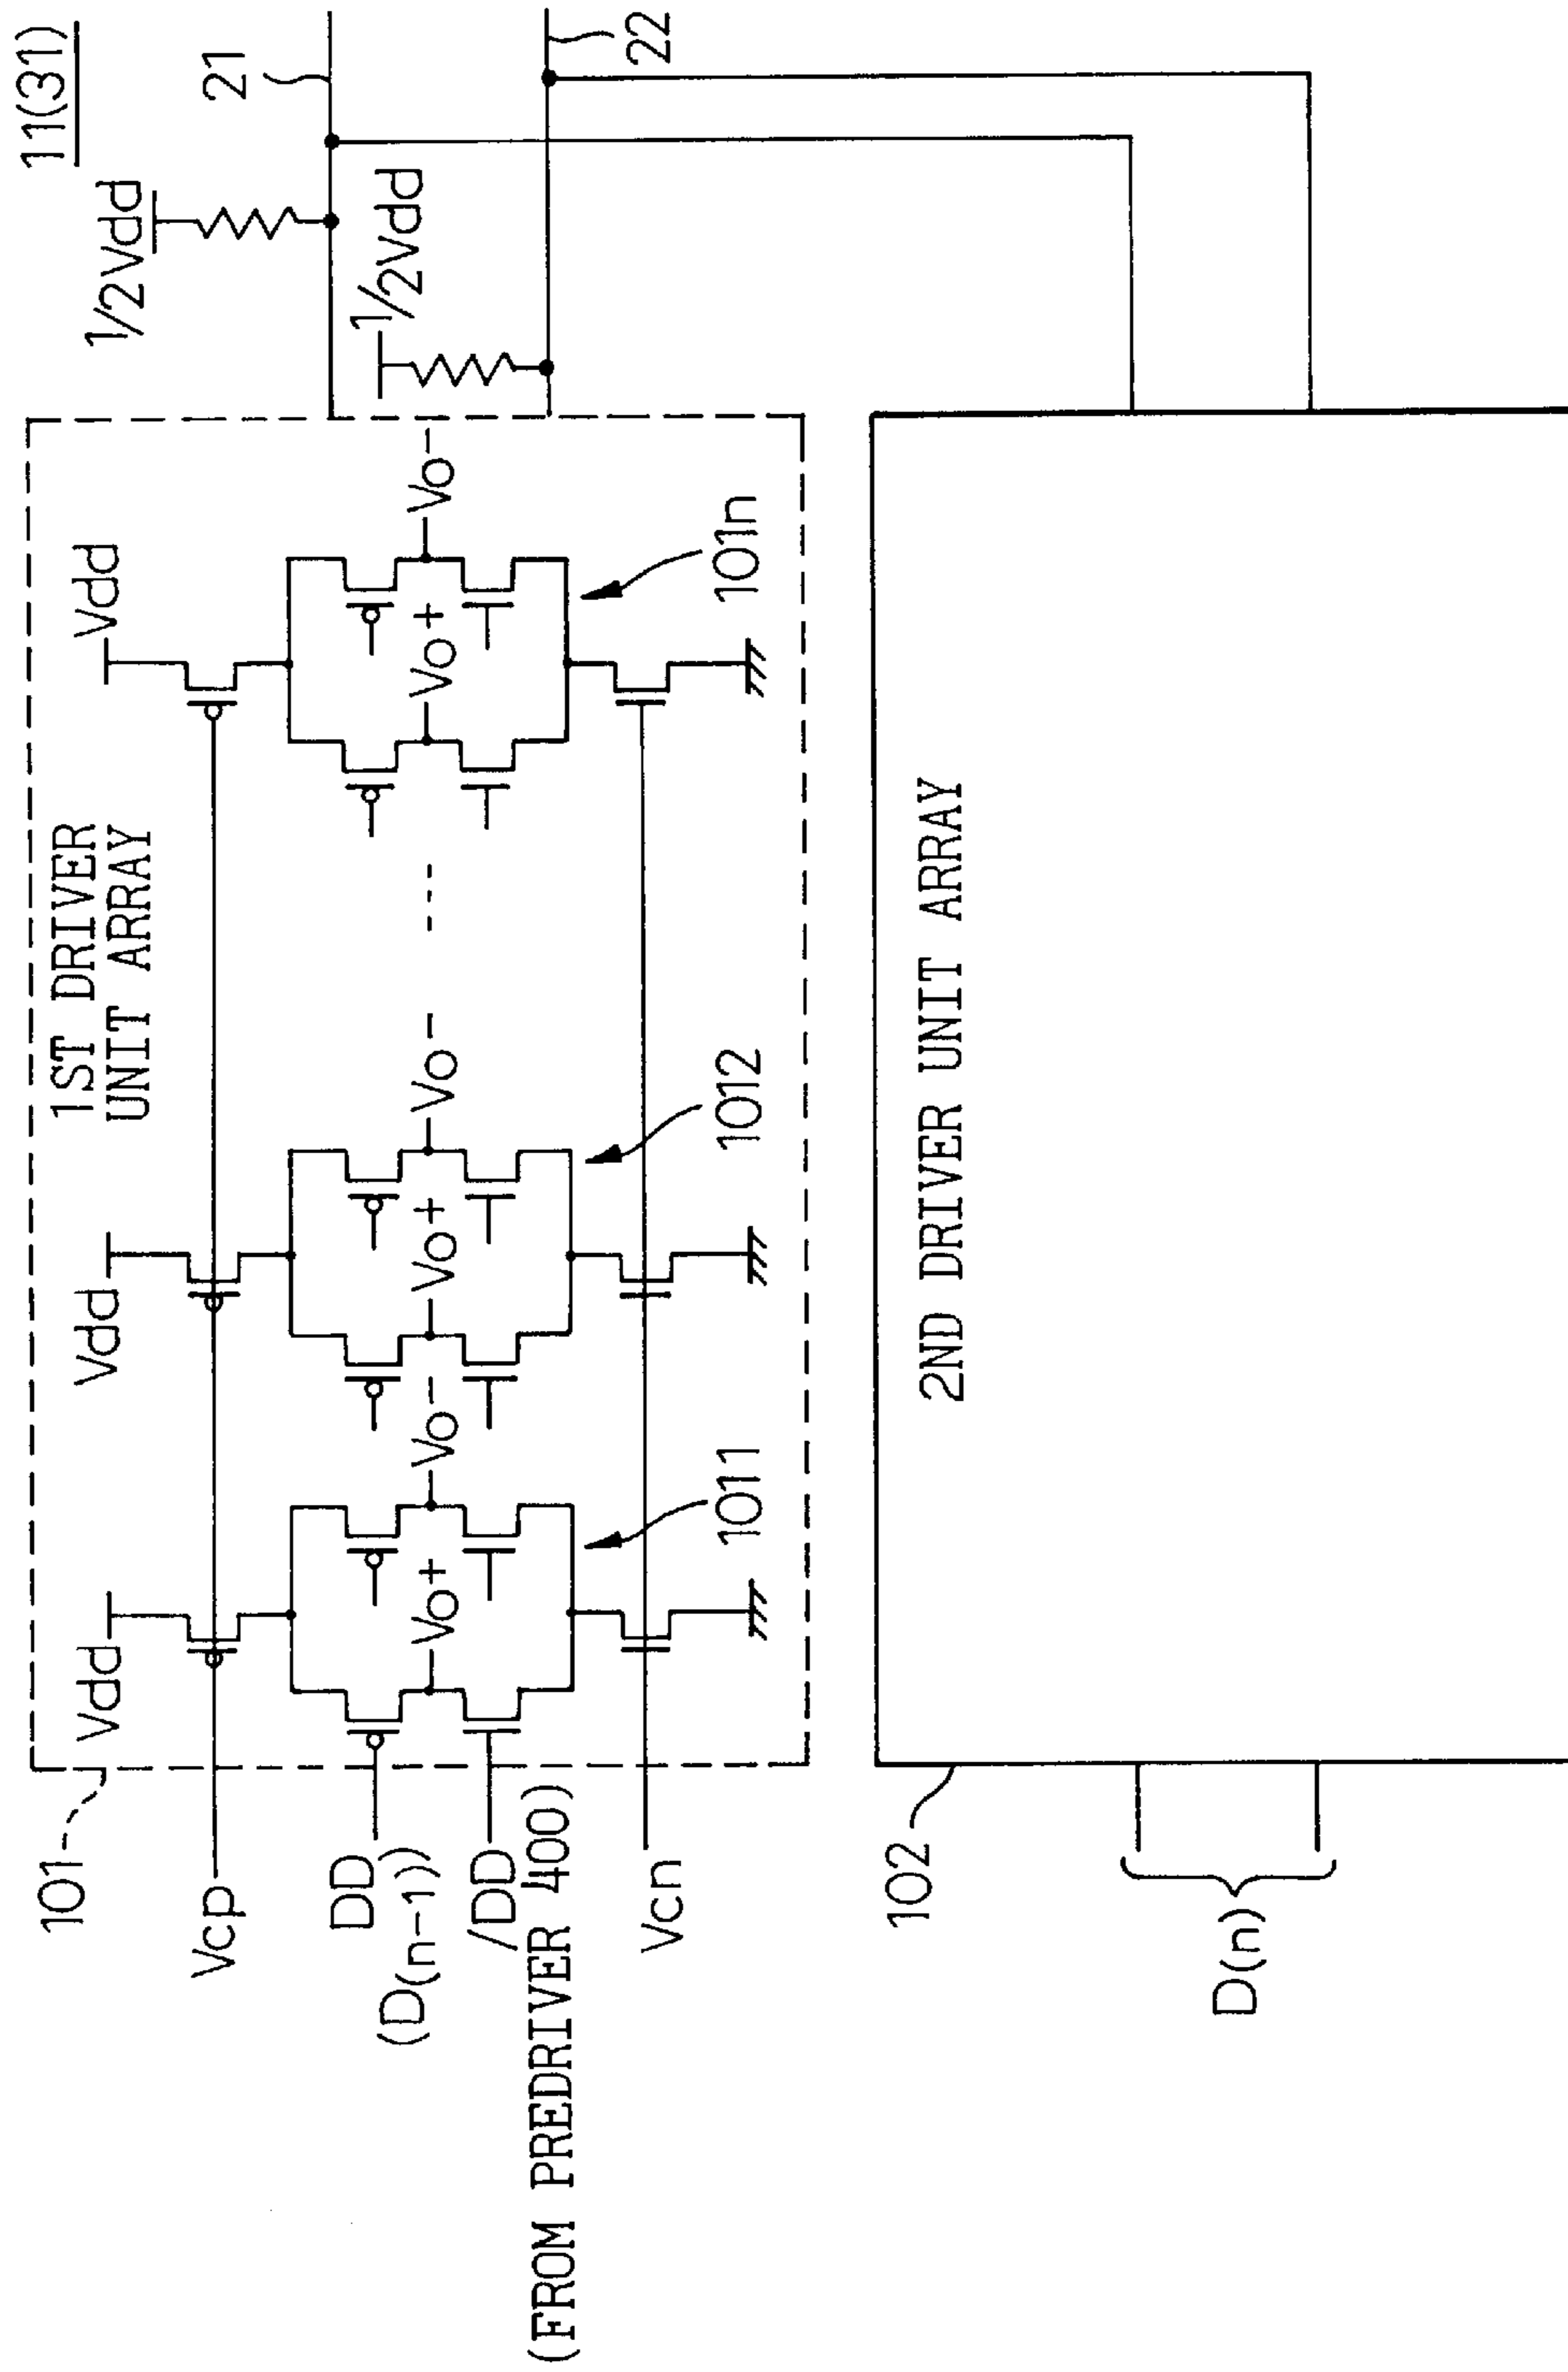 11(31)
1/2Vdd
21
1/2Vdd
22
101
1ST DRIVER
UNIT ARRAY
Vdd
Vdd
Vdd
Vcp
DD
(D(n-1))
/DD
(FROM PREDRIVER 400)
Vo+
Vo-
Vo+
Vo-
----
Vo+
Vo-
1011
1012
101n
Vcn
102
2ND DRIVER UNIT ARRAY
D(n)